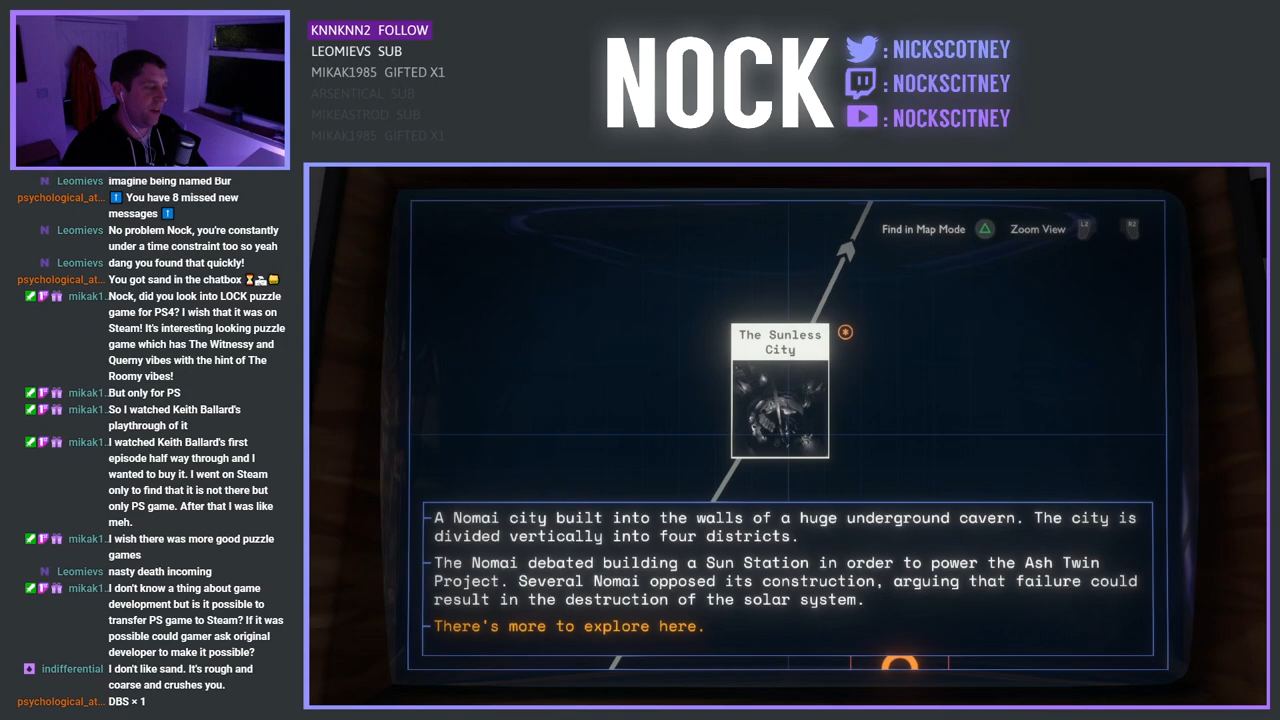 KNNKNN2 FOLLOW
LEOMIEVS SUB
MIKAK1985 GIFTED X1
ARSENTICAL SUB
MIKEASTROD SUB
MIKAK1985 GIFTED X1
NOCK
: NICKSCOTNEY
: NOCKSCITNEY
: NOCKSCITNEY
N Leomievs imagine being named Bur
psychological_at... You have 8 missed new
messages
N Leomievs No problem Nock, you're constantly
under a time constraint too so yeah
N Leomievs dang you found that quickly!
psychological_at... You got sand in the chatbox
mikak1... Nock, did you look into LOCK puzzle
game for PS4? I wish that it was on
Steam! It's interesting looking puzzle
game which has The Witnessy and
Querny vibes with the hint of The
Roomy vibes!
mikak1... But only for PS
mikak1... So I watched Keith Ballard's
playthrough of it
mikak1... I watched Keith Ballard's first
episode half way through and I
wanted to buy it. I went on Steam
only to find that it is not there but
only PS game. After that I was like
meh.
mikak1... I wish there was more good puzzle
games
N Leomievs nasty death incoming
mikak1... I don't know a thing about game
development but is it possible to
transfer PS game to Steam? If it was
possible could gamer ask original
developer to make it possible?
indifferential I don't like sand. It's rough and
coarse and crushes you.
psychological_at... DBS × 1
Find in Map Mode Zoom View L2 R2
The Sunless
City
A Nomai city built into the walls of a huge underground cavern. The city is
divided vertically into four districts.
The Nomai debated building a Sun Station in order to power the Ash Twin
Project. Several Nomai opposed its construction, arguing that failure could
result in the destruction of the solar system.
There's more to explore here.